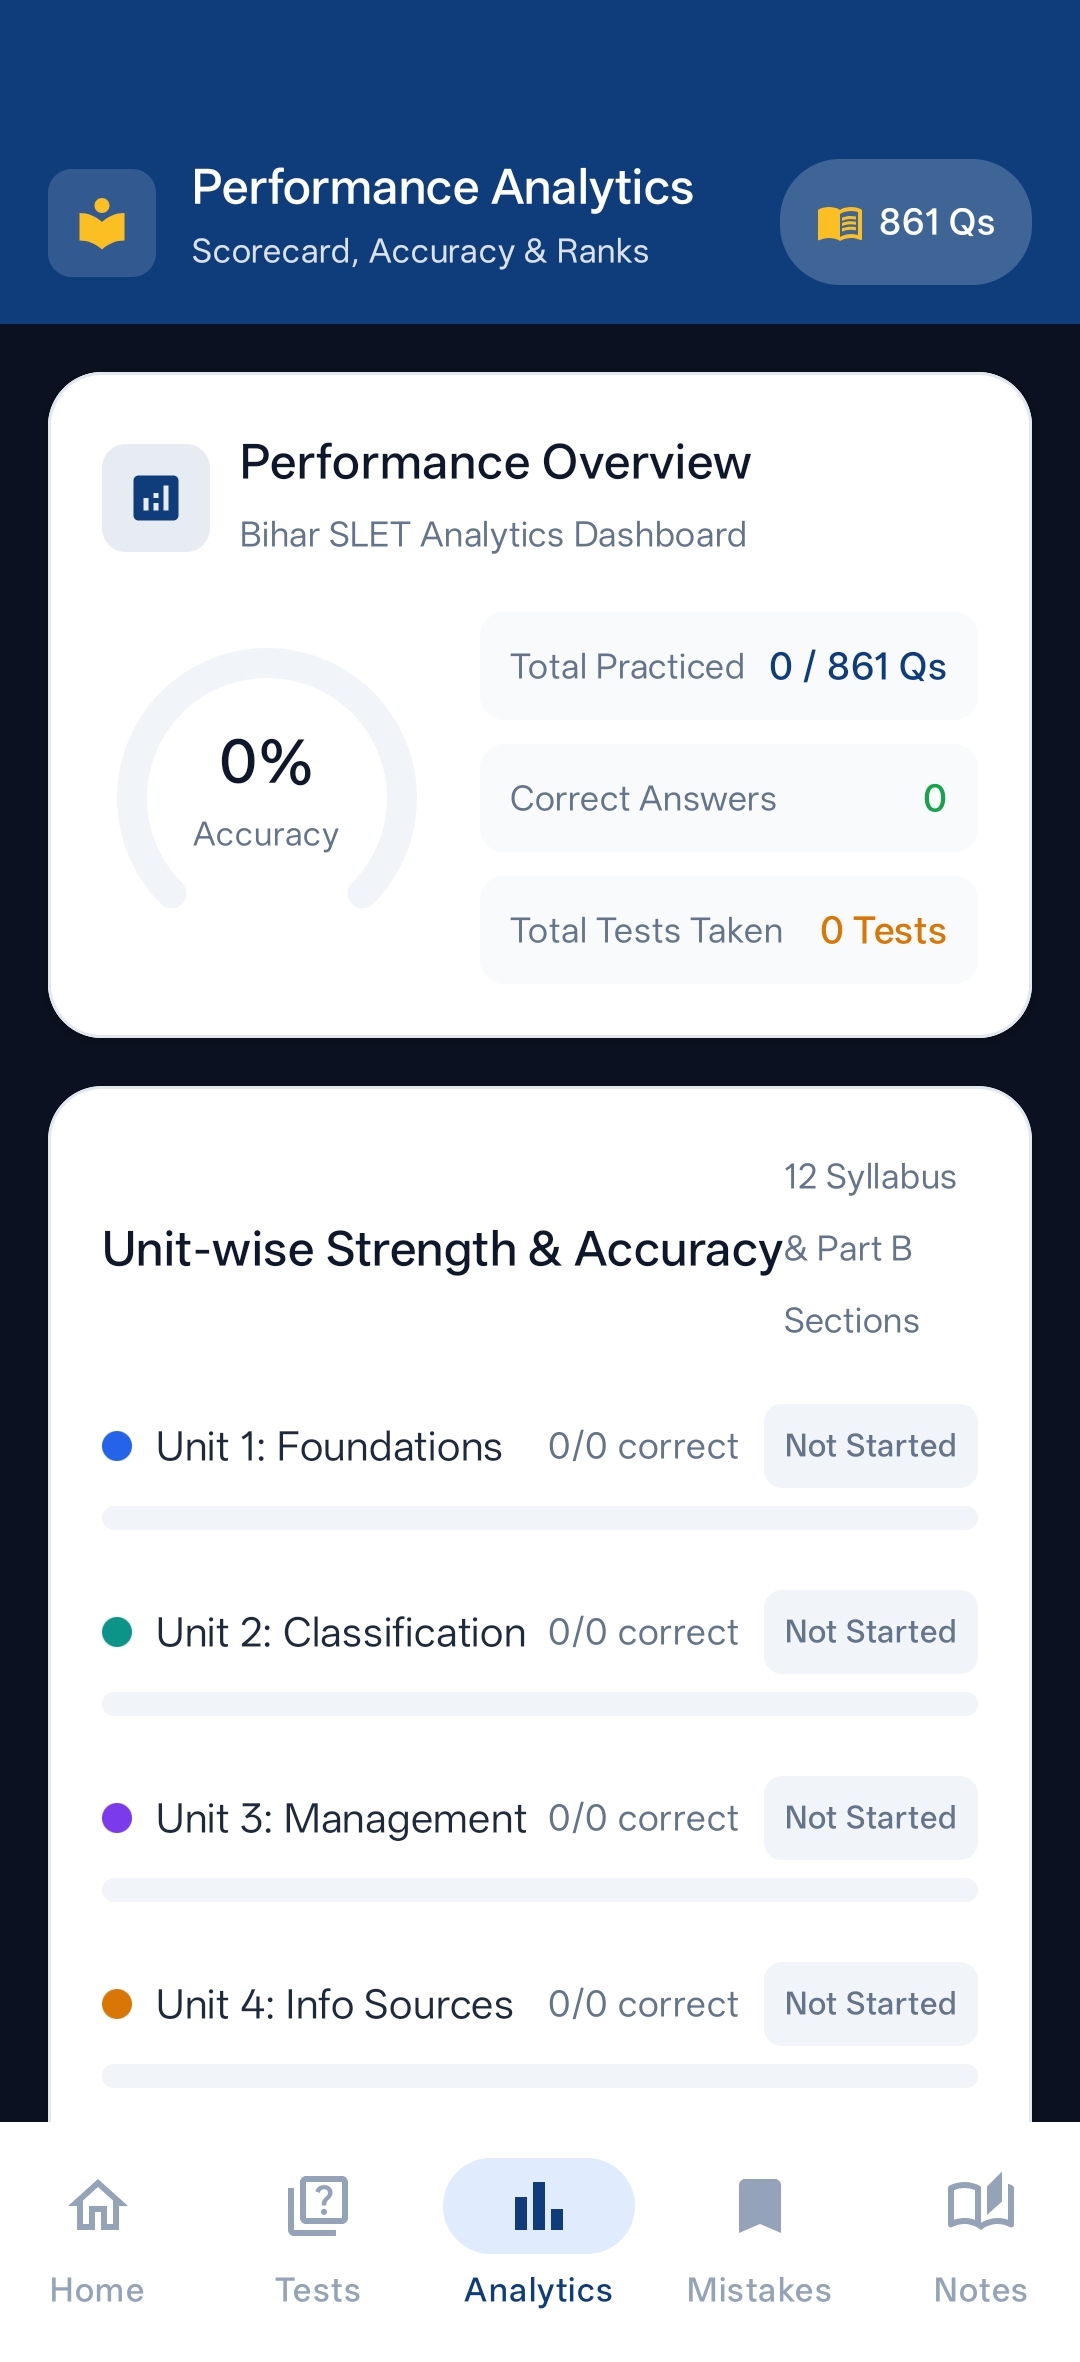 Performance Analytics
Scorecard, Accuracy & Ranks
861 Qs
Performance Overview
Bihar SLET Analytics Dashboard
0%
Accuracy
Total Practiced 0 / 861 Qs
Correct Answers 0
Total Tests Taken 0 Tests
Unit-wise Strength & Accuracy
12 Syllabus
& Part B
Sections
Unit 1: Foundations 0/0 correct Not Started
Unit 2: Classification 0/0 correct Not Started
Unit 3: Management 0/0 correct Not Started
Unit 4: Info Sources 0/0 correct Not Started
Home Tests Analytics Mistakes Notes